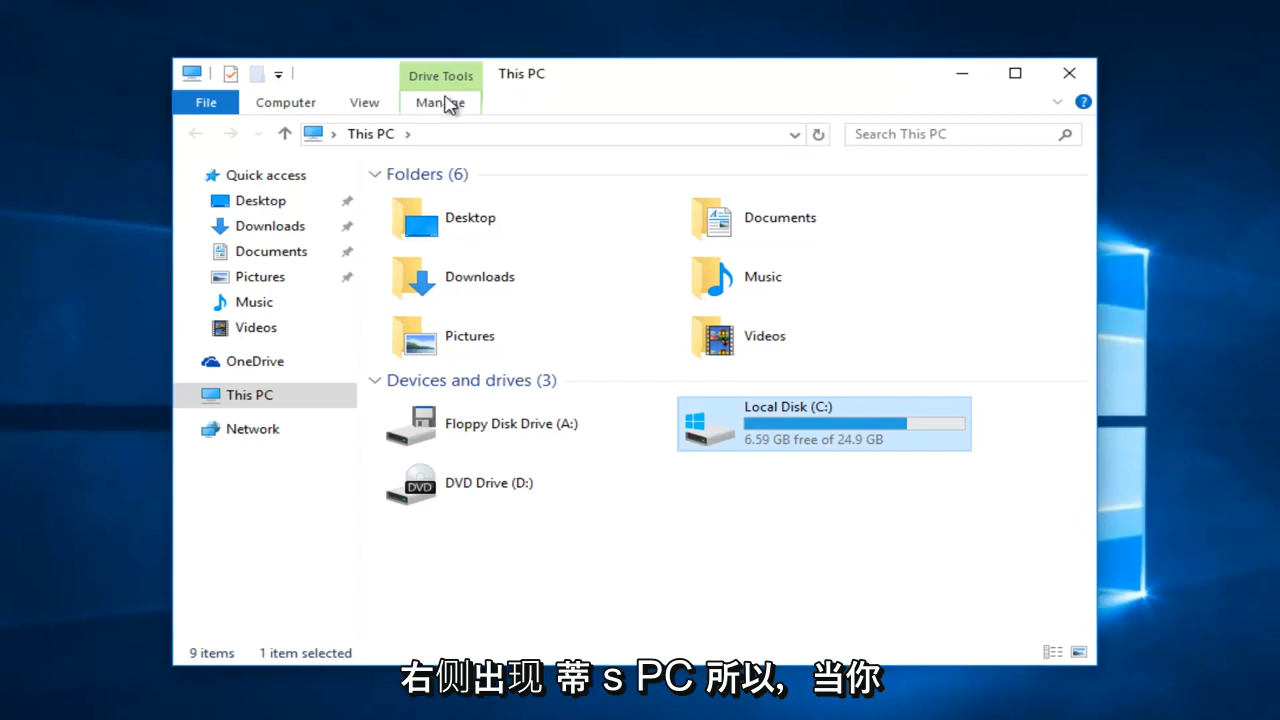 Drive Tools
This PC
File
Computer
View
Manage
This PC
Search This PC
Quick access
Desktop
Downloads
Documents
Pictures
Music
Videos
OneDrive
This PC
Network
Folders (6)
Desktop
Documents
Downloads
Music
Pictures
Videos
Devices and drives (3)
Floppy Disk Drive (A:)
Local Disk (C:)
6.59 GB free of 24.9 GB
DVD Drive (D:)
DVD
9 items
1 item selected
右侧出现 蒂 s PC 所以，当你